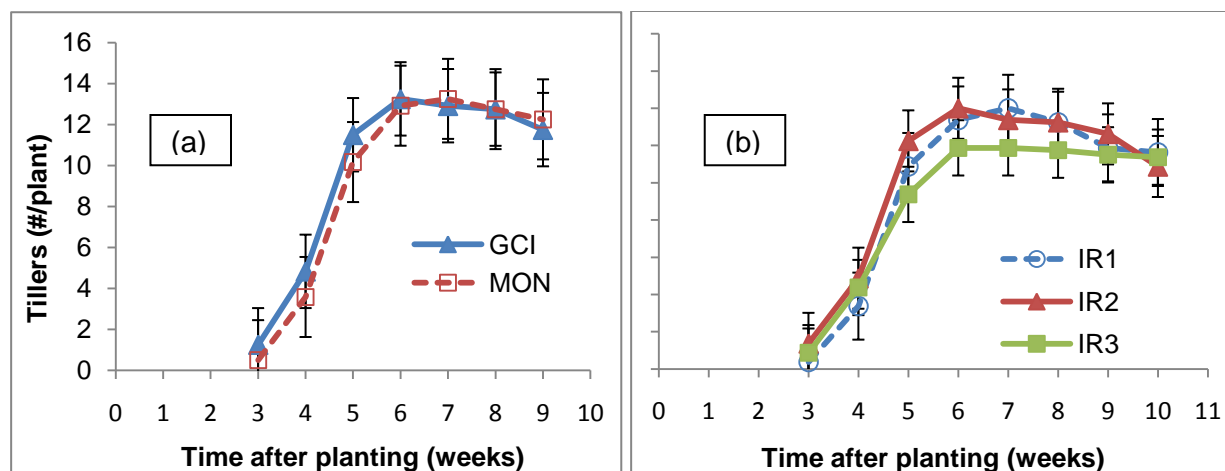 Tillers (#/plant)
16
14
12
10
8
6
4
2
0
(a)
GCI
MON
0 1 2 3 4 5 6 7 8 9 10
Time after planting (weeks)
(b)
IR1
IR2
IR3
0 1 2 3 4 5 6 7 8 9 10 11
Time after planting (weeks)